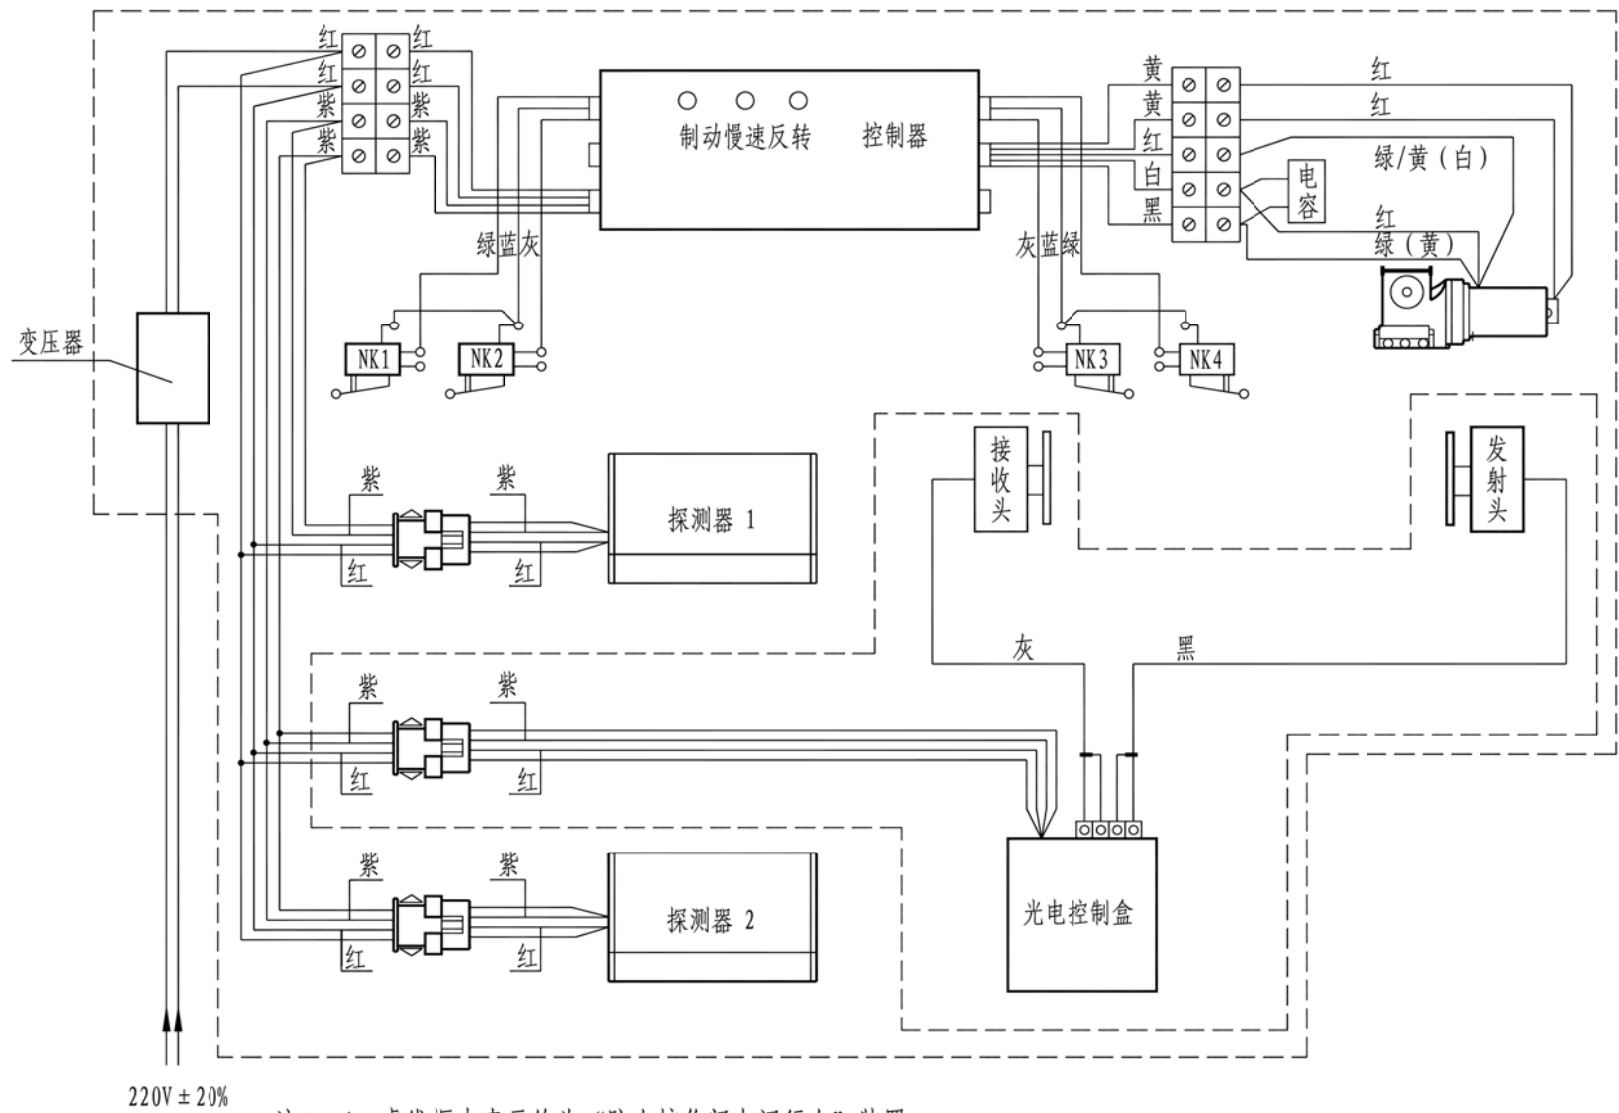 红 红
红 红
紫 紫
紫 紫
制动慢速反转 控制器
黄
黄
红
白
黑
红
红
绿/黄(白)
电容
红
绿(黄)
绿蓝灰
灰蓝绿
变压器
NK1
NK2
NK3
NK4
接收头
发射头
紫 紫
探测器 1
红 红
灰 黑
紫 紫
红 红
紫 紫
探测器 2
光电控制盒
红 红
220V±20%